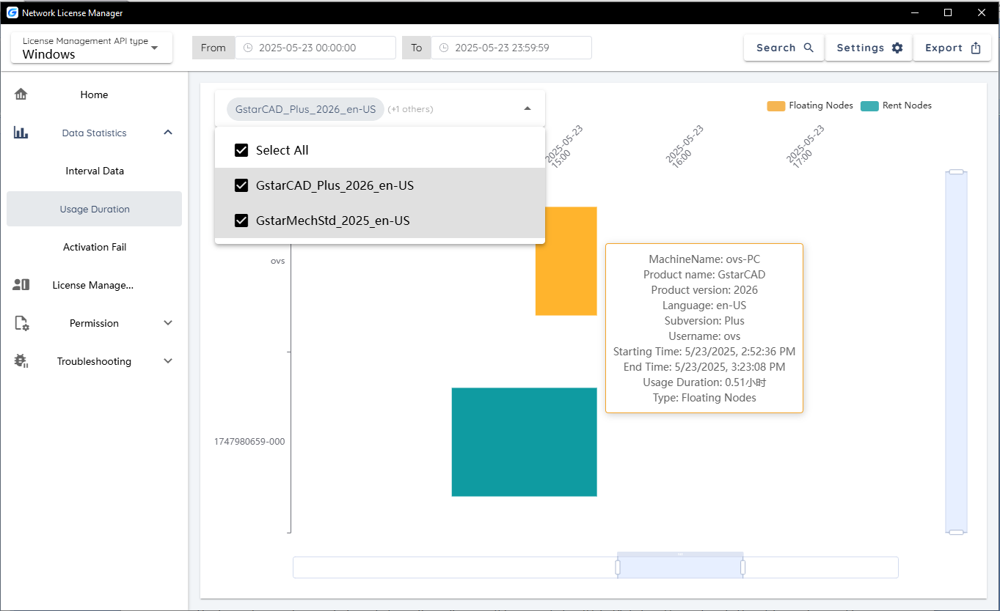 Network License Manager
License Management API type
Windows
From
2025-05-23 00:00:00
To
2025-05-23 23:59:59
Search
Settings
Export
Home
Data Statistics
Interval Data
Usage Duration
Activation Fail
License Manage...
Permission
Troubleshooting
GstarCAD_Plus_2026_en-US (+1 others)
Select All
GstarCAD_Plus_2026_en-US
GstarMechStd_2025_en-US
Floating Nodes
Rent Nodes
2025-05-23
15:00
2025-05-23
16:00
2025-05-23
17:00
ovs
1747980659-000
MachineName: ovs-PC
Product name: GstarCAD
Product version: 2026
Language: en-US
Subversion: Plus
Username: ovs
Starting Time: 5/23/2025, 2:52:36 PM
End Time: 5/23/2025, 3:23:08 PM
Usage Duration: 0.51小时
Type: Floating Nodes